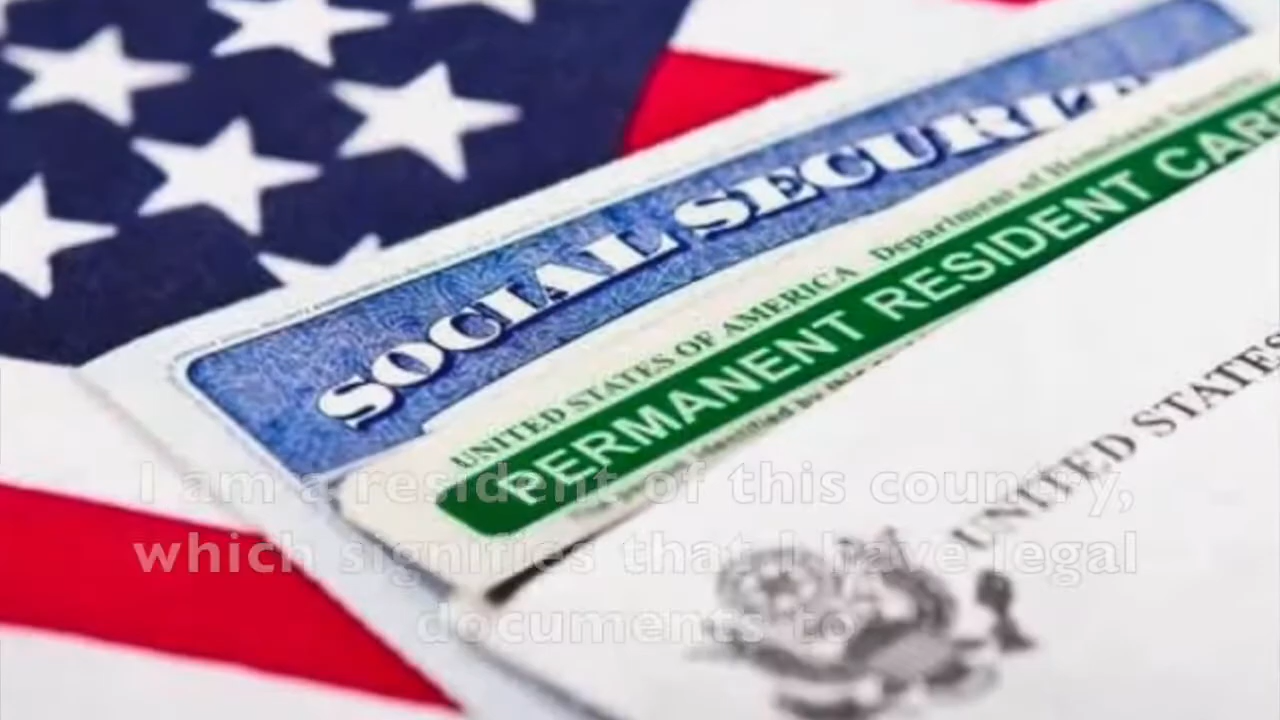 SOCIAL SECURITY
UNITED STATES OF AMERICA Department of Homeland Security
PERMANENT RESIDENT CARD
UNITED STATES
I am a resident of this country,
which signifies that I have legal
documents to